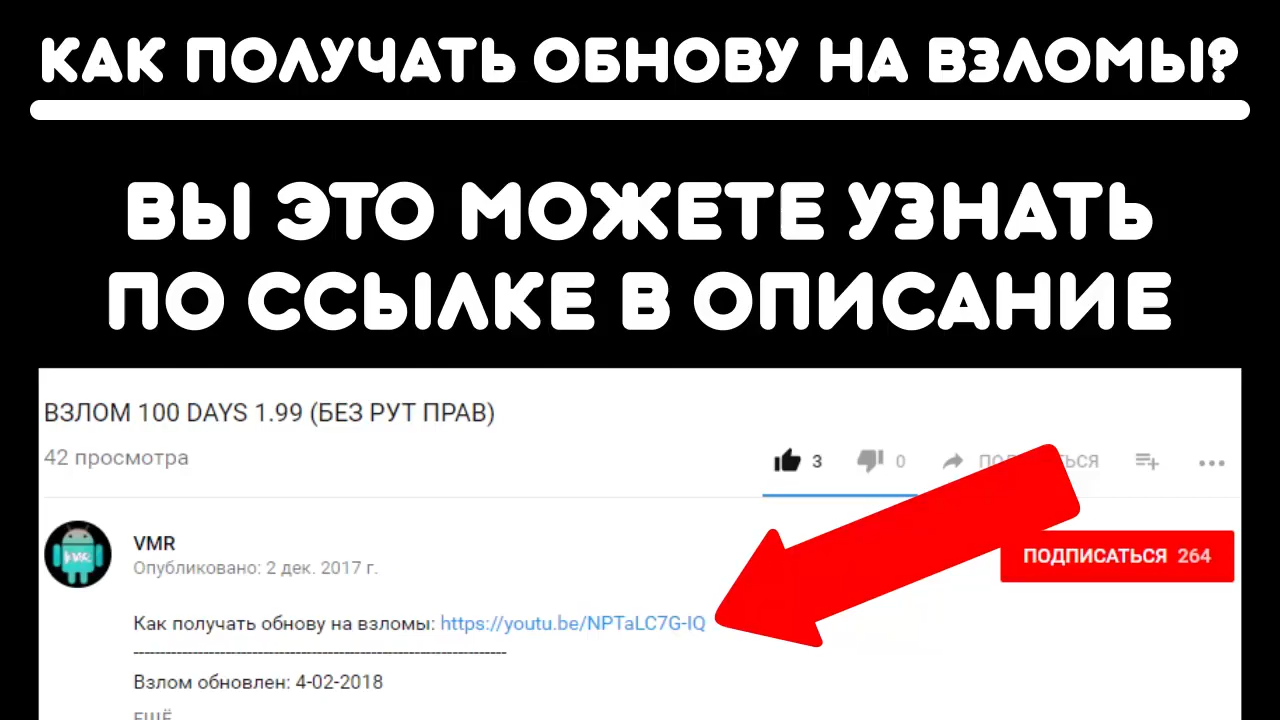 КАК ПОЛУЧАТЬ ОБНОВУ НА ВЗЛОМЫ?
ВЫ ЭТО МОЖЕТЕ УЗНАТЬ
ПО ССЫЛКЕ В ОПИСАНИЕ
ВЗЛОМ 100 DAYS 1.99 (БЕЗ РУТ ПРАВ)
42 просмотра
3 0
VMR
VMR
Опубликовано: 2 дек. 2017 г.
ПОДПИСАТЬСЯ 264
Как получать обнову на взломы: https://youtu.be/NPTaLC7G-IQ
Взлом обновлен: 4-02-2018
ЕЩЁ